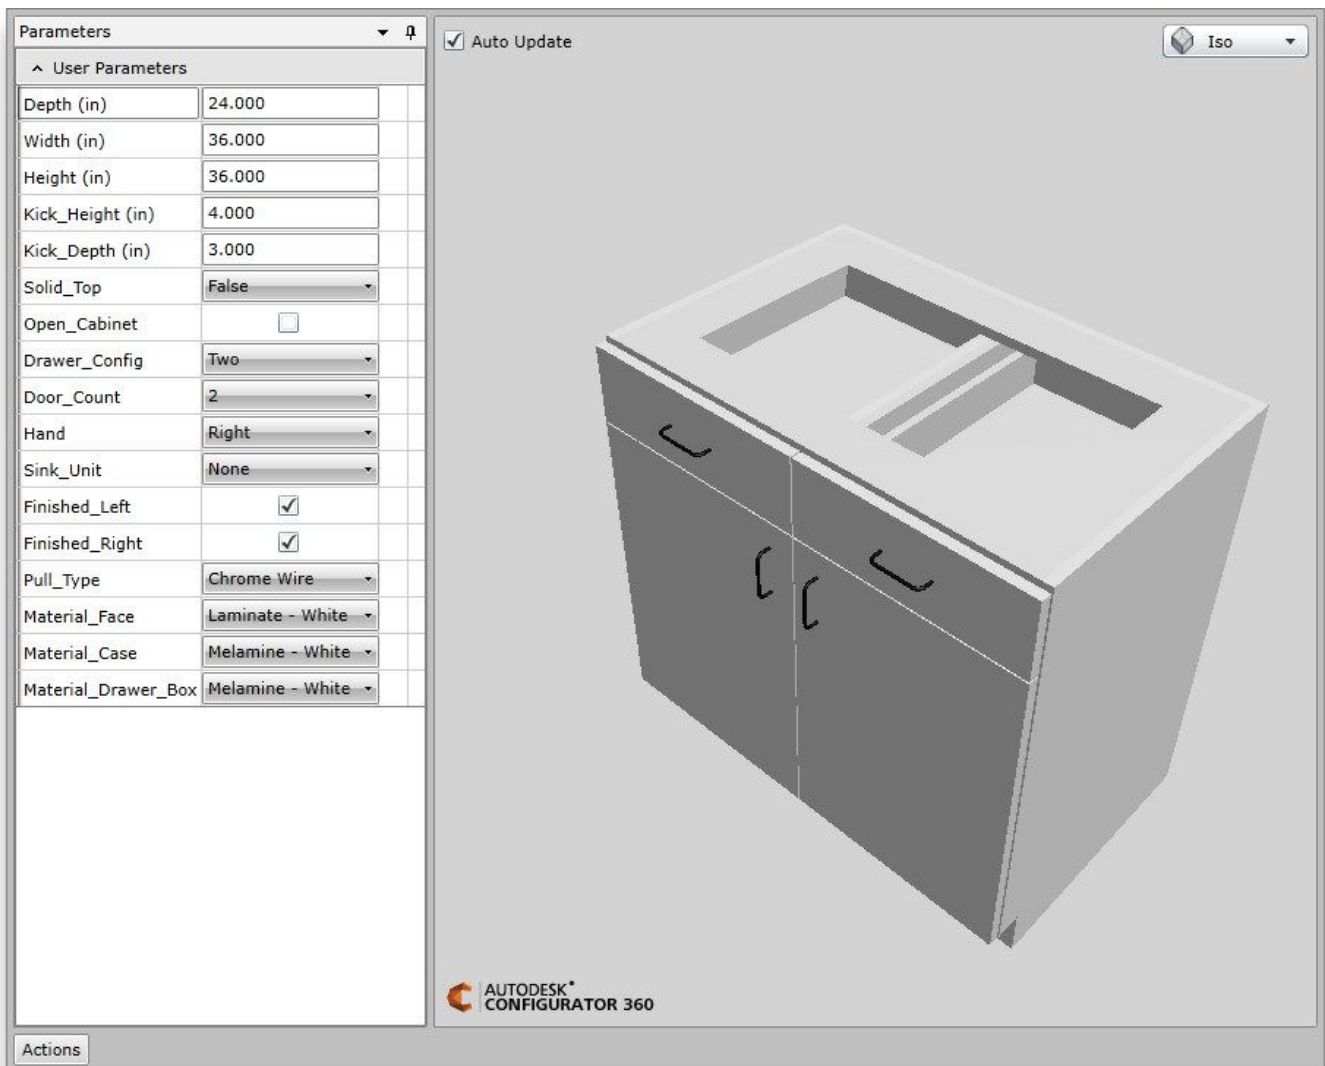 Parameters
User Parameters
Depth (in) 24.000
Width (in) 36.000
Height (in) 36.000
Kick_Height (in) 4.000
Kick_Depth (in) 3.000
Solid_Top False
Open_Cabinet
Drawer_Config Two
Door_Count 2
Hand Right
Sink_Unit None
Finished_Left
Finished_Right
Pull_Type Chrome Wire
Material_Face Laminate - White
Material_Case Melamine - White
Material_Drawer_Box Melamine - White
Auto Update
Iso
AUTODESK®
CONFIGURATOR 360
Actions